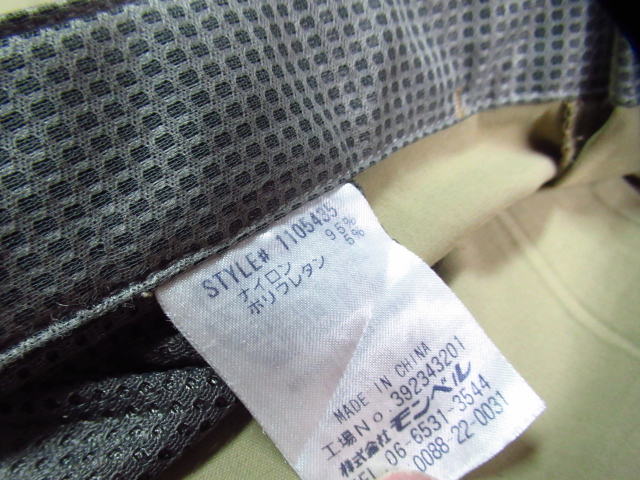 STYLE# 1105435
ナイロン 95%
ポリウレタン 5%
MADE IN CHINA
工場No. 392343201
株式会社 モンベル
TEL 06-6531-3544
0088-22-0031